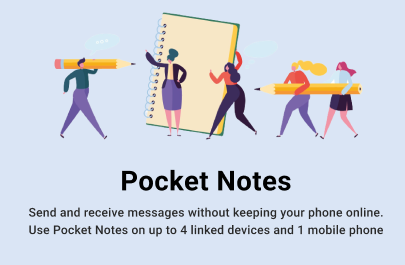 Pocket Notes
Send and receive messages without keeping your phone online.
Use Pocket Notes on up to 4 linked devices and 1 mobile phone